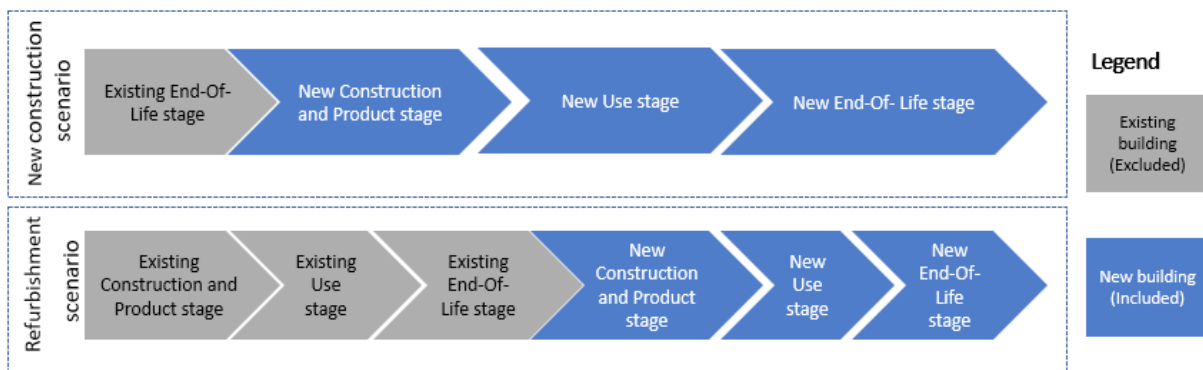 New construction
scenario
Existing End-Of-
Life stage
New Construction
and Product stage
New Use stage
New End-Of- Life stage
Refurbishment
scenario
Existing
Construction and
Product stage
Existing
Use
stage
Existing
End-Of-
Life stage
New
Construction
and Product
stage
New
Use
stage
New
End-Of-
Life
stage
Legend
Existing
building
(Excluded)
New building
(Included)